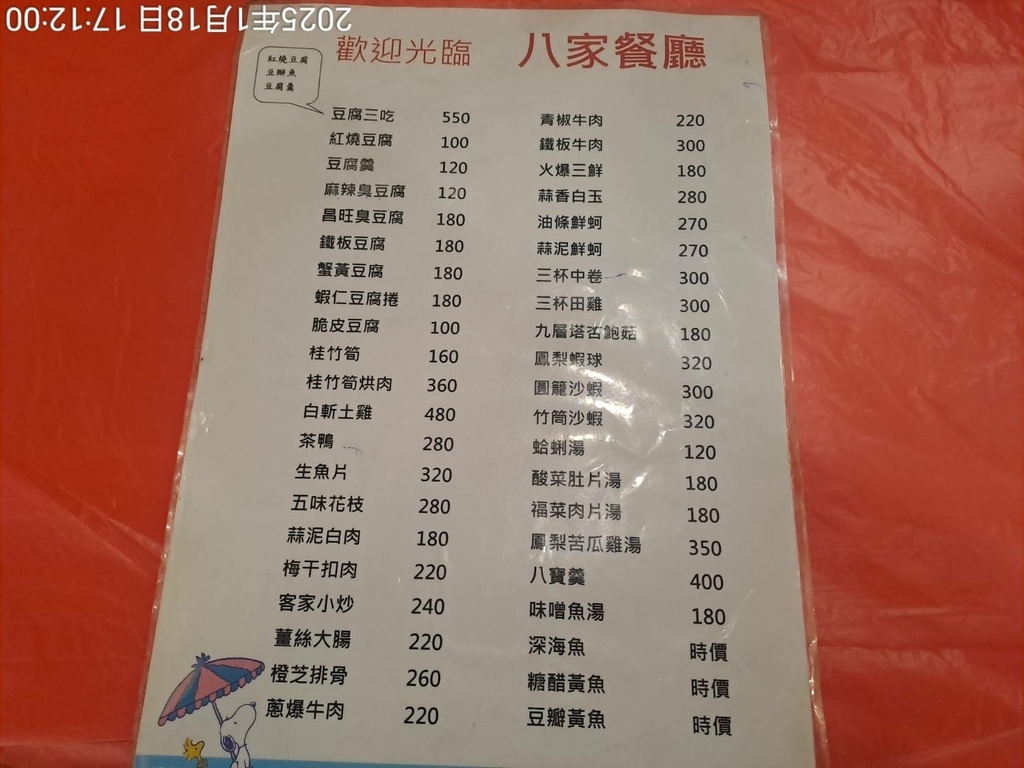 2025年1月18日 17:12:00
歡迎光臨 八家餐廳
紅燒豆腐
豆瓣魚
豆腐羹
豆腐三吃 550
紅燒豆腐 100
豆腐羹 120
麻辣臭豆腐 120
昌旺臭豆腐 180
鐵板豆腐 180
蟹黃豆腐 180
蝦仁豆腐捲 180
脆皮豆腐 100
桂竹筍 160
桂竹筍烘肉 360
白斬土雞 480
茶鴨 280
生魚片 320
五味花枝 280
蒜泥白肉 180
梅干扣肉 220
客家小炒 240
薑絲大腸 220
橙芝排骨 260
蔥爆牛肉 220
青椒牛肉 220
鐵板牛肉 300
火爆三鮮 180
蒜香白玉 280
油條鮮蚵 270
蒜泥鮮蚵 270
三杯中卷 300
三杯田雞 300
九層塔杏鮑菇 180
鳳梨蝦球 320
圓籠沙蝦 300
竹筒沙蝦 320
蛤蜊湯 120
酸菜肚片湯 180
福菜肉片湯 180
鳳梨苦瓜雞湯 350
八寶羹 400
味噌魚湯 180
深海魚 時價
糖醋黃魚 時價
豆瓣黃魚 時價